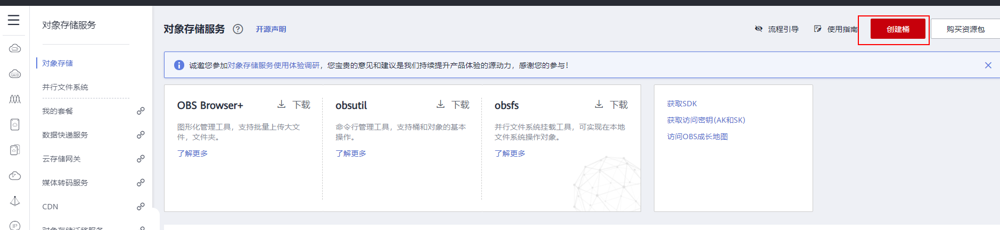 对象存储服务
对象存储
并行文件系统
我的套餐
数据快递服务
云存储网关
媒体转码服务
CDN
对象存储迁移服务
IP
对象存储服务 ? 开源声明
流程引导 使用指南 创建桶 购买资源包
诚邀您参加对象存储服务使用体验调研，您宝贵的意见和建议是我们持续提升产品体验的源动力，感谢您的参与！
OBS Browser+ 下载
图形化管理工具，支持批量上传大文
件，文件夹。
了解更多
obsutil 下载
命令行管理工具，支持桶和对象的基本
操作。
了解更多
obsfs 下载
并行文件系统挂载工具，可实现在本地
文件系统操作对象。
了解更多
获取SDK
获取访问密钥(AK和SK)
访问OBS成长地图